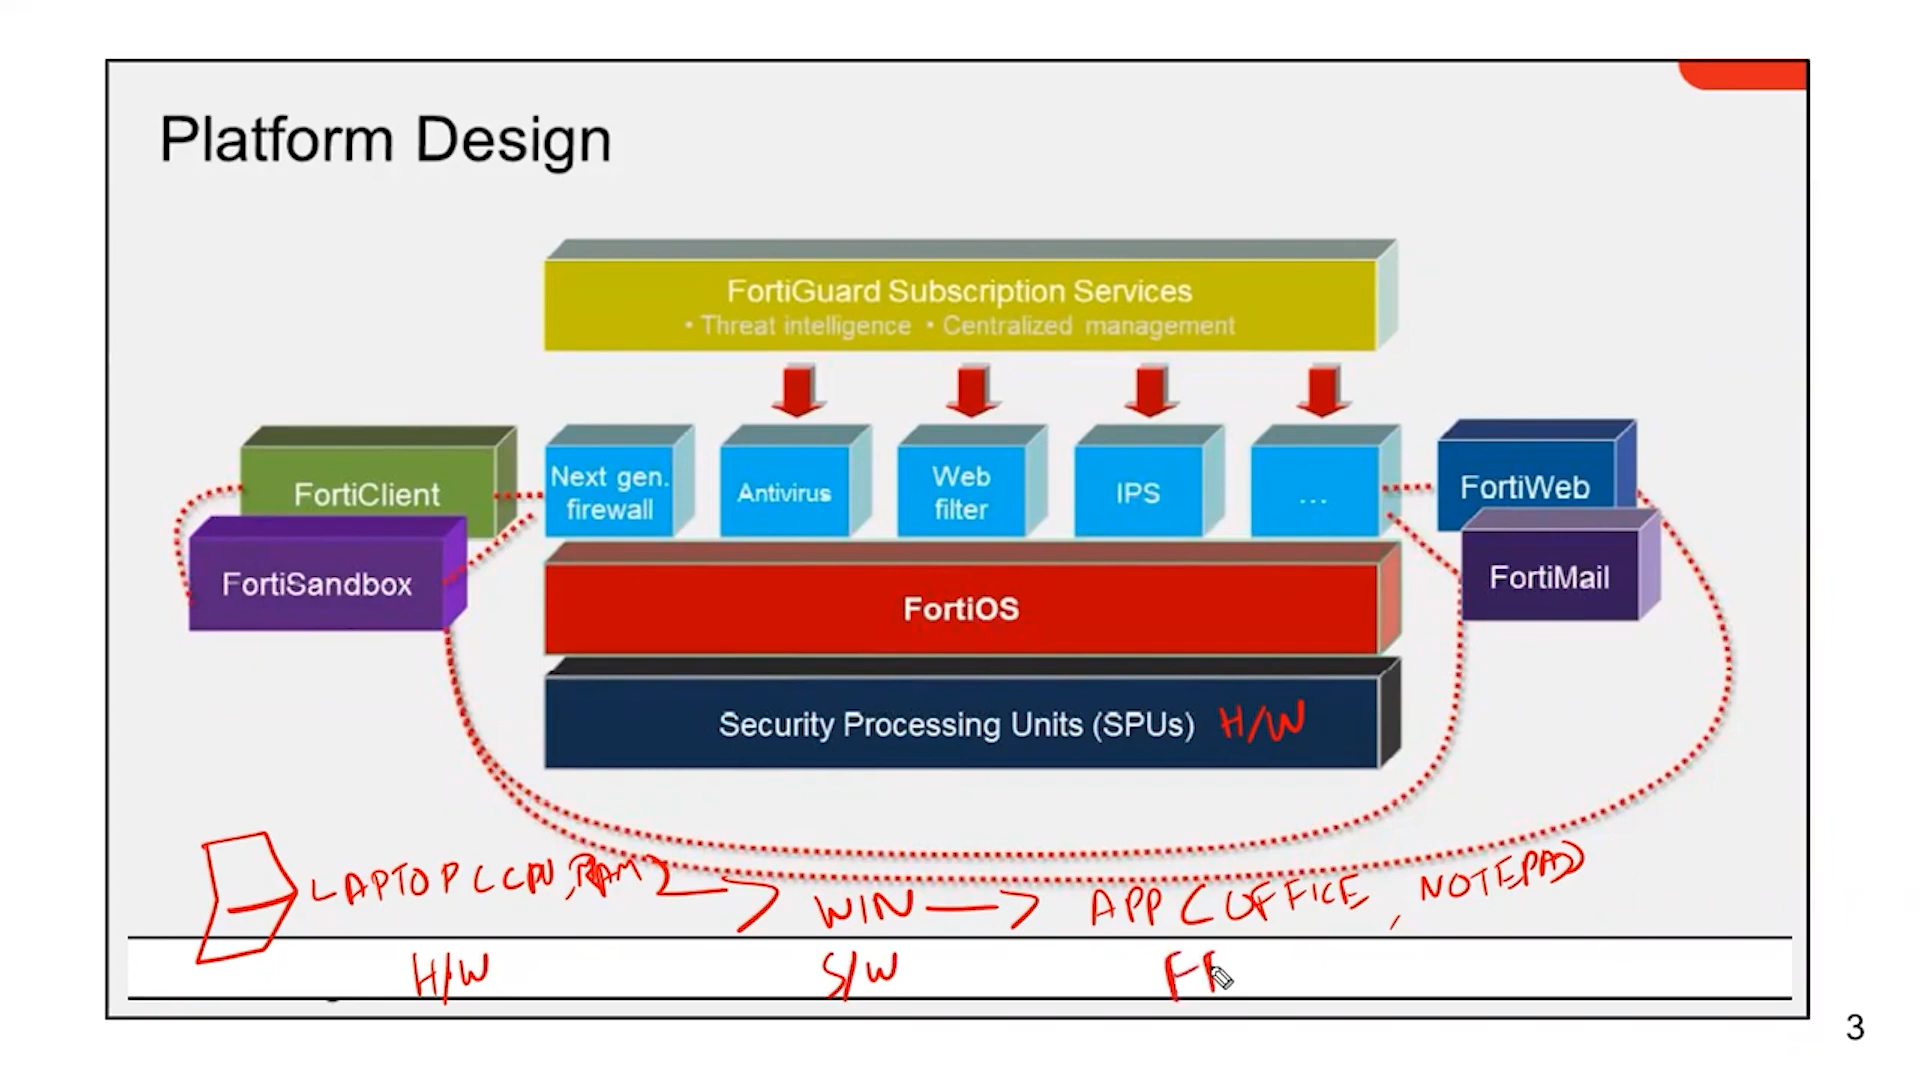 Platform Design
FortiGuard Subscription Services
• Threat intelligence • Centralized management
FortiClient
Next gen.
firewall
Antivirus
Web
filter
IPS
...
FortiWeb
FortiSandbox
FortiMail
FortiOS
Security Processing Units (SPUs) H/W
LAPTOP (CPU, RAM) WIN APP (OFFICE, NOTEPAD
H/W S/W
3